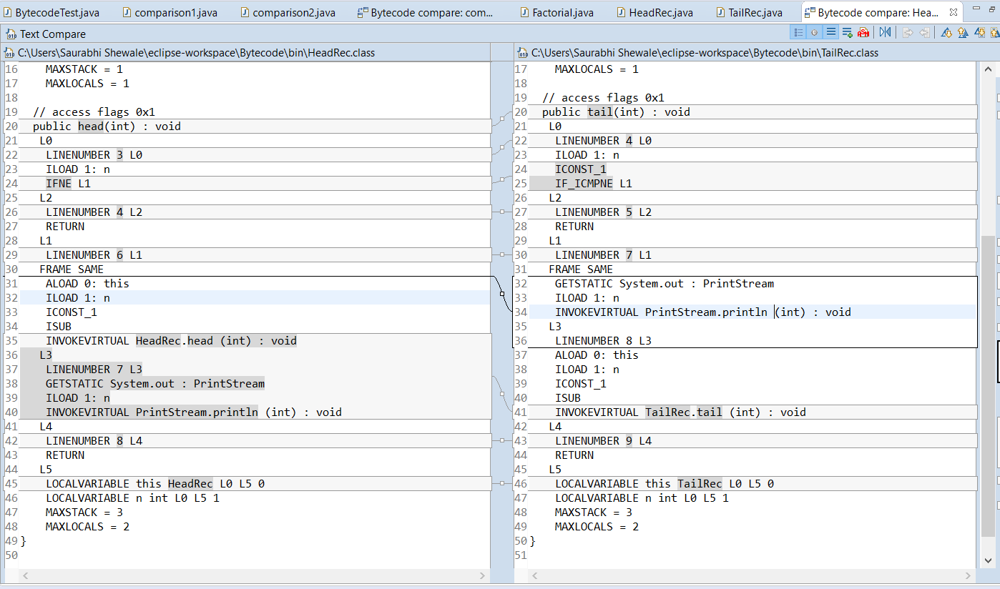 BytecodeTest.java comparison1.java comparison2.java Bytecode compare: com... Factorial.java HeadRec.java TailRec.java Bytecode compare: Hea...
Text Compare
C:\Users\Saurabhi Shewale\eclipse-workspace\Bytecode\bin\HeadRec.class
16 MAXSTACK = 1
17 MAXLOCALS = 1
18
19 // access flags 0x1
20 public head(int) : void
21 L0
22 LINENUMBER 3 L0
23 ILOAD 1: n
24 IFNE L1
25 L2
26 LINENUMBER 4 L2
27 RETURN
28 L1
29 LINENUMBER 6 L1
30 FRAME SAME
31 ALOAD 0: this
32 ILOAD 1: n
33 ICONST_1
34 ISUB
35 INVOKEVIRTUAL HeadRec.head (int) : void
36 L3
37 LINENUMBER 7 L3
38 GETSTATIC System.out : PrintStream
39 ILOAD 1: n
40 INVOKEVIRTUAL PrintStream.println (int) : void
41 L4
42 LINENUMBER 8 L4
43 RETURN
44 L5
45 LOCALVARIABLE this HeadRec L0 L5 0
46 LOCALVARIABLE n int L0 L5 1
47 MAXSTACK = 3
48 MAXLOCALS = 2
49 }
50
C:\Users\Saurabhi Shewale\eclipse-workspace\Bytecode\bin\TailRec.class
17 MAXLOCALS = 1
18
19 // access flags 0x1
20 public tail(int) : void
21 L0
22 LINENUMBER 4 L0
23 ILOAD 1: n
24 ICONST_1
25 IF_ICMPNE L1
26 L2
27 LINENUMBER 5 L2
28 RETURN
29 L1
30 LINENUMBER 7 L1
31 FRAME SAME
32 GETSTATIC System.out : PrintStream
33 ILOAD 1: n
34 INVOKEVIRTUAL PrintStream.println (int) : void
35 L3
36 LINENUMBER 8 L3
37 ALOAD 0: this
38 ILOAD 1: n
39 ICONST_1
40 ISUB
41 INVOKEVIRTUAL TailRec.tail (int) : void
42 L4
43 LINENUMBER 9 L4
44 RETURN
45 L5
46 LOCALVARIABLE this TailRec L0 L5 0
47 LOCALVARIABLE n int L0 L5 1
48 MAXSTACK = 3
49 MAXLOCALS = 2
50 }
51